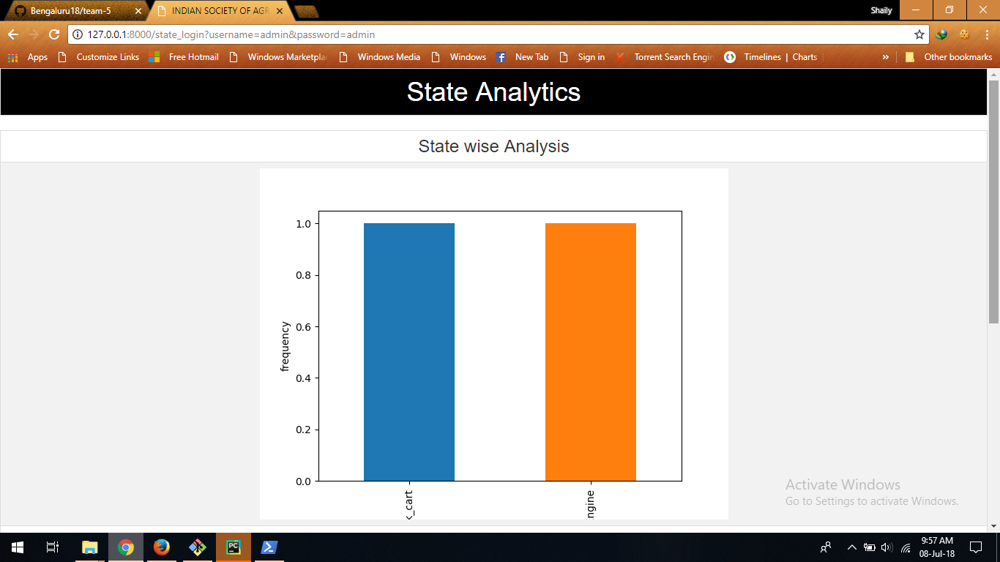 Bengaluru18/team-5
INDIAN SOCIETY OF AGR
Shaily
127.0.0.1:8000/state_login?username=admin&password=admin
Apps Customize Links Free Hotmail Windows Marketpla Windows Media Windows New Tab Sign in Torrent Search Engin Timelines | Charts » Other bookmarks
State Analytics
State wise Analysis
1.0
0.8
0.6
0.4
0.2
0.0
frequency
_cart
ngine
Activate Windows
Go to Settings to activate Windows.
PC
9:57 AM
08-Jul-18